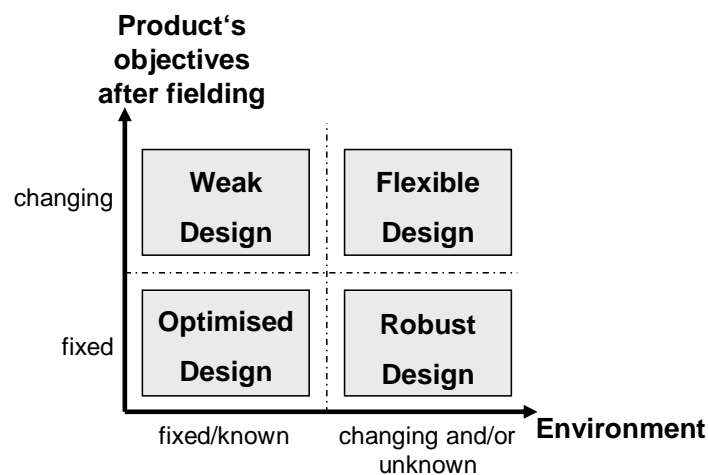 Product‘s
objectives
after fielding
changing
Weak
Design
Flexible
Design
fixed
Optimised
Design
Robust
Design
fixed/known
changing and/or
unknown
Environment